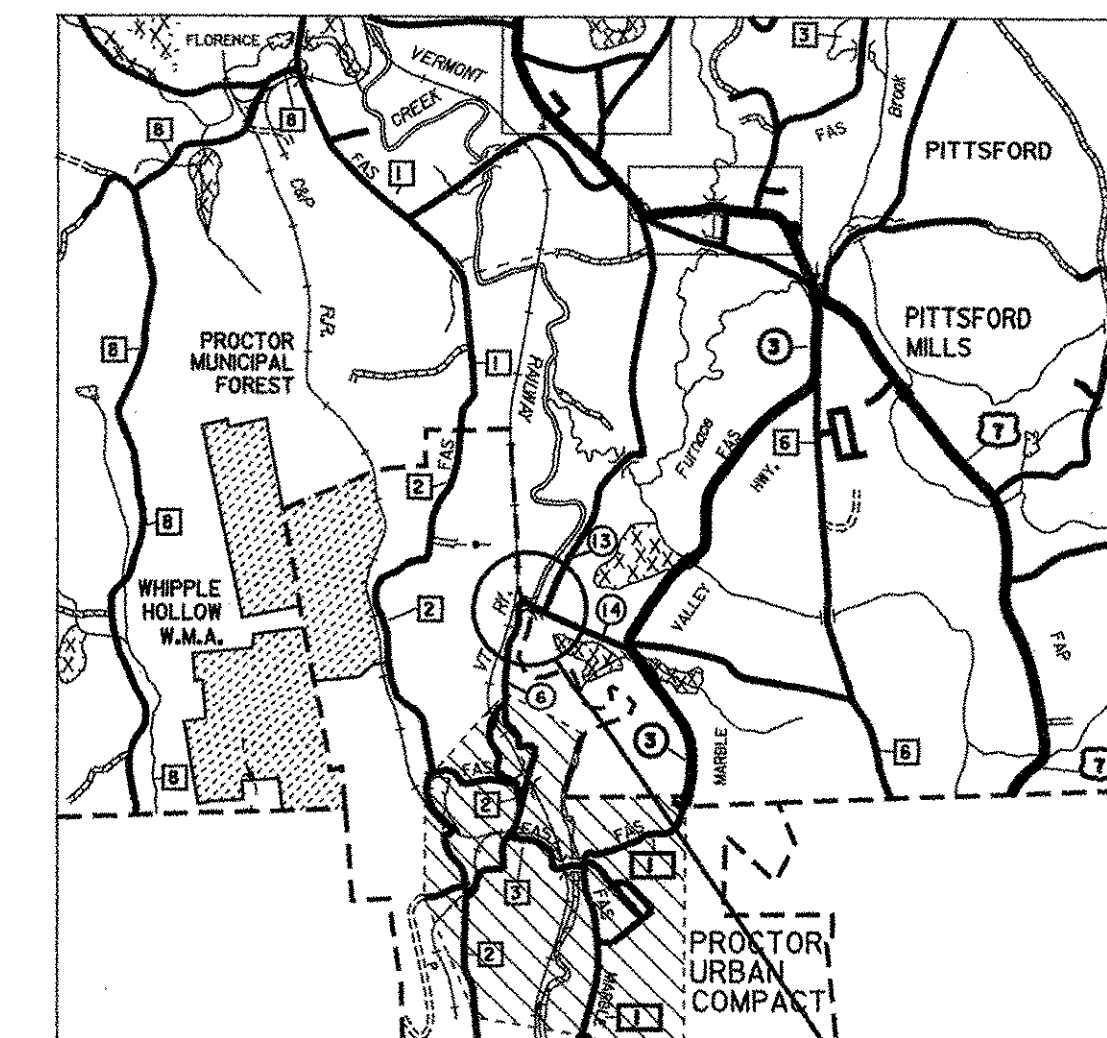 FLORENCE
VERMONT
CREEK
3
Brook
FAS
PITTSFORD
8
8
FAS
1
C&P
R.R.
PROCTOR
MUNICIPAL
FOREST
8
1
RAILWAY
3
PITTSFORD
MILLS
7
Furnace
FAS
HWY.
6
FAS
2
8
13
WHIPPLE
HOLLOW
W.M.A.
2
RY.
VT.
14
VALLEY
6
FAP
3
MARBLE
6
7
8
FAS
2
FAS
FAS
1
3
FAS
2
PROCTOR
URBAN
COMPACT
MARBLE
1